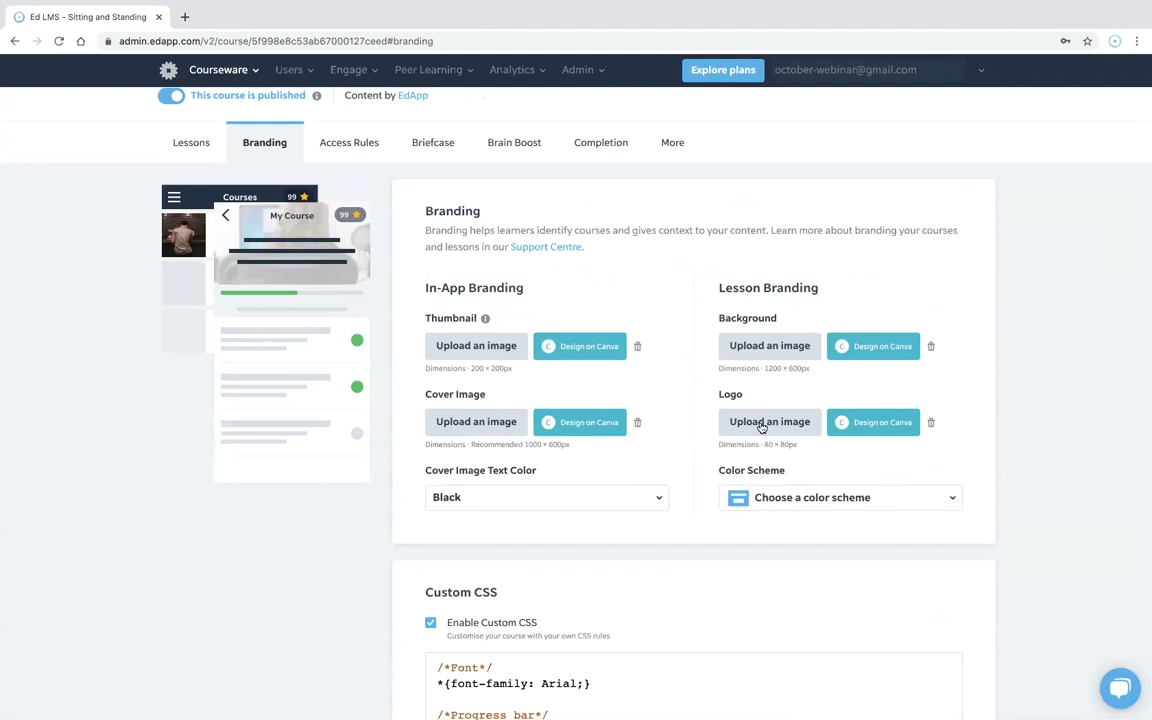 Ed LMS - Sitting and Standing
admin.edapp.com/v2/course/5f998e8c53ab67000127ceed#branding
Courseware Users Engage Peer Learning Analytics Admin Explore plans october-webinar@gmail.com
This course is published Content by EdApp
Lessons Branding Access Rules Briefcase Brain Boost Completion More
Courses 99
My Course 99
Branding
Branding helps learners identify courses and gives context to your content. Learn more about branding your courses
and lessons in our Support Centre.
In-App Branding
Thumbnail
Upload an image Design on Canva
Dimensions · 200 × 200px
Cover Image
Upload an image Design on Canva
Dimensions · Recommended 1000 × 600px
Cover Image Text Color
Black
Lesson Branding
Background
Upload an image Design on Canva
Dimensions · 1200 × 600px
Logo
Upload an image Design on Canva
Dimensions · 80 × 80px
Color Scheme
Choose a color scheme
Custom CSS
Enable Custom CSS
Customise your course with your own CSS rules
/*Font*/
*{font-family: Arial;}
/*Progress bar*/